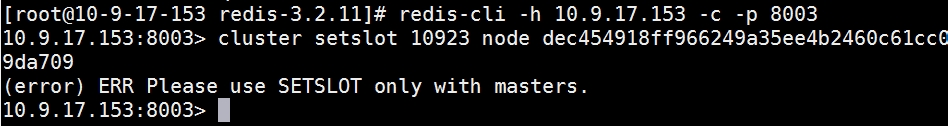 [root@10-9-17-153 redis-3.2.11]# redis-cli -h 10.9.17.153 -c -p 8003
10.9.17.153:8003> cluster setslot 10923 node dec454918ff966249a35ee4b2460c61cc0
9da709
(error) ERR Please use SETSLOT only with masters.
10.9.17.153:8003>